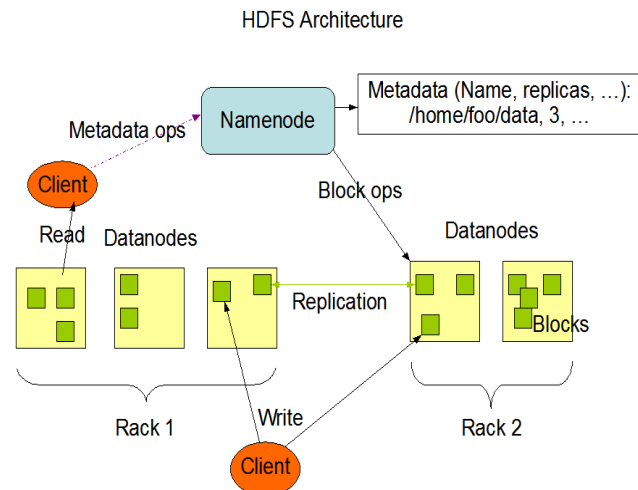 HDFS Architecture
Metadata (Name, replicas, …):
/home/foo/data, 3, …
Namenode
Metadata ops
Client
Block ops
Read
Datanodes
Datanodes
Replication
Blocks
Rack 1
Write
Rack 2
Client